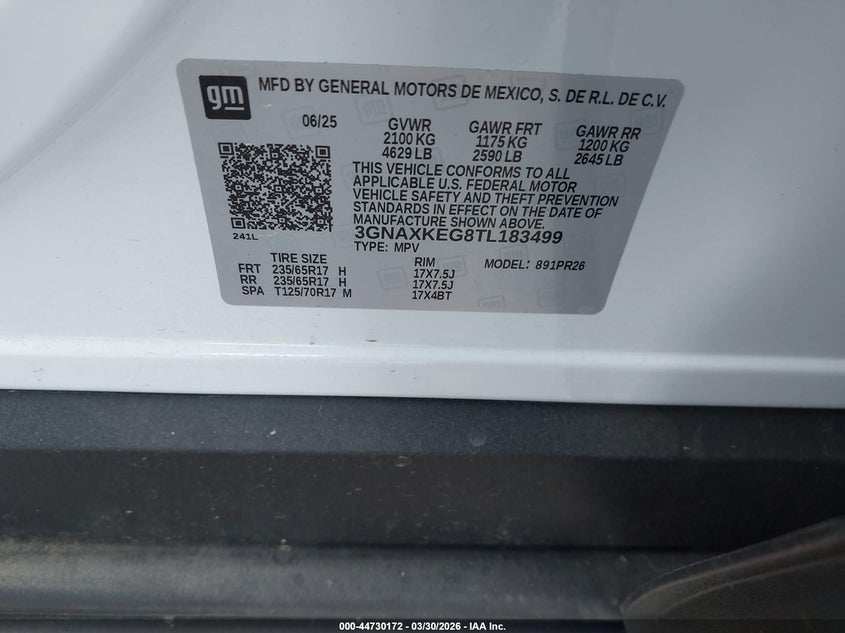 gm MFD BY GENERAL MOTORS DE MEXICO, S. DE R.L. DE C.V.
06/25 GVWR GAWR FRT GAWR RR
2100 KG 1175 KG 1200 KG
4629 LB 2590 LB 2645 LB
THIS VEHICLE CONFORMS TO ALL
APPLICABLE U.S. FEDERAL MOTOR
VEHICLE SAFETY AND THEFT PREVENTION
STANDARDS IN EFFECT ON THE DATE OF
MANUFACTURE SHOWN ABOVE.
241L 3GNAXKEG8TL183499
TYPE: MPV
TIRE SIZE RIM MODEL: 891PR26
FRT 235/65R17 H 17X7.5J
RR 235/65R17 H 17X7.5J
SPA T125/70R17 M 17X4BT
000-44730172 — 03/30/2026 - IAA Inc.